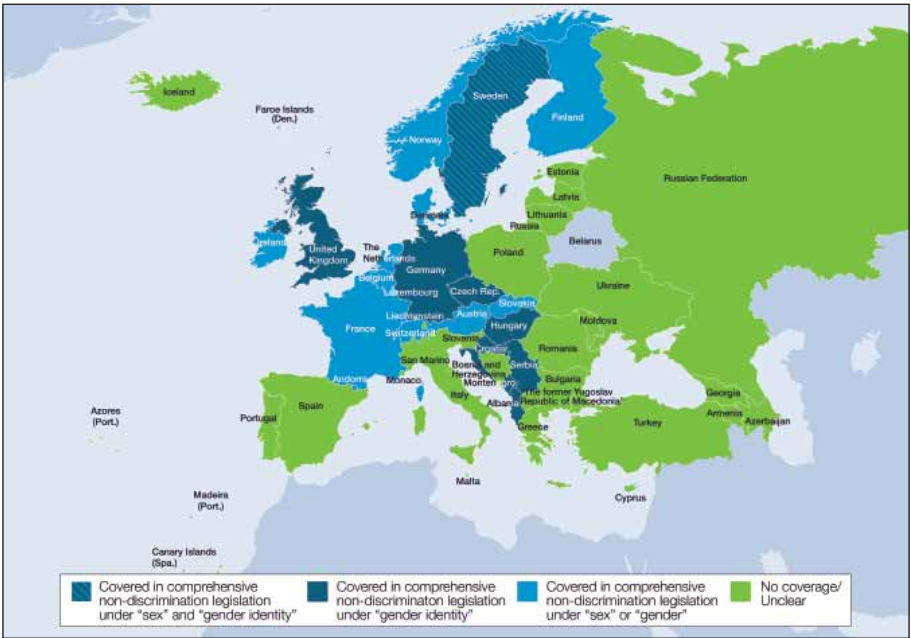 Iceland
Faroe Islands
(Den.)
Sweden
Finland
Norway
Russian Federation
Estonia
Latvia
Lithuania
Russia
Denmark
Belarus
Ireland
United
Kingdom
The
Netherlands
Poland
Germany
Belgium
Luxembourg
Czech Rep.
Ukraine
Slovakia
Liechtenstein
Austria
Moldova
France
Switzerland
Hungary
Slovenia
Croatia
Romania
San Marino
Bosnia and
Herzegovina
Serbia
Andorra
Monaco
Monten gro
Bulgaria
Italy
The former Yugoslav
Republic of Macedonia
Georgia
Azores
(Port.)
Portugal
Spain
Albania
Armenia
Azerbaijan
Greece
Turkey
Malta
Cyprus
Madeira
(Port.)
Canary Islands
(Spa.)
Covered in comprehensive
non-discrimination legislation
under “sex” and “gender identity”
Covered in comprehensive
non-discriminaton legislation
under “gender identity”
Covered in comprehensive
non-discrimination legislation
under “sex” or “gender”
No coverage/
Unclear